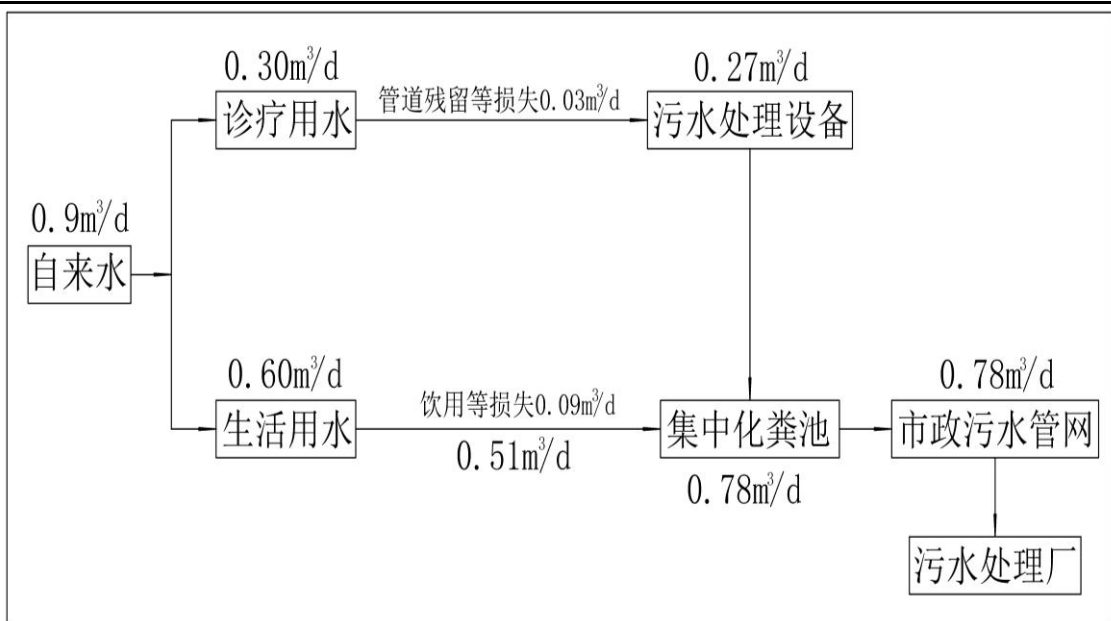 0.30m³/d
诊疗用水
管道残留等损失0.03m³/d
0.27m³/d
污水处理设备
0.9m³/d
自来水
0.60m³/d
生活用水
饮用等损失0.09m³/d
0.51m³/d
集中化粪池
0.78m³/d
0.78m³/d
市政污水管网
污水处理厂